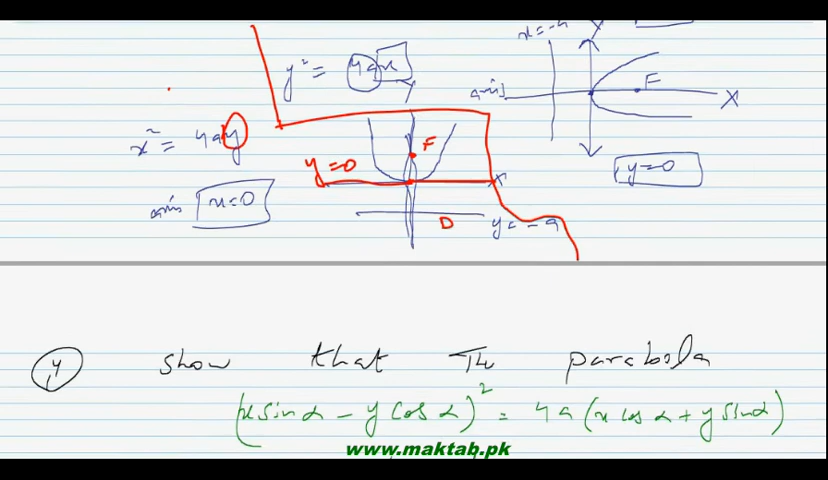 x = -a
y² = 4ax
Y
axis
F
X
x² = 4ay
F
y=0
X
y=0
axis x=0
D
y = -a
4 show that The parabola
(x sin α - y cos α)² = 4a (x cos α + y sin α)
www.maktab.pk